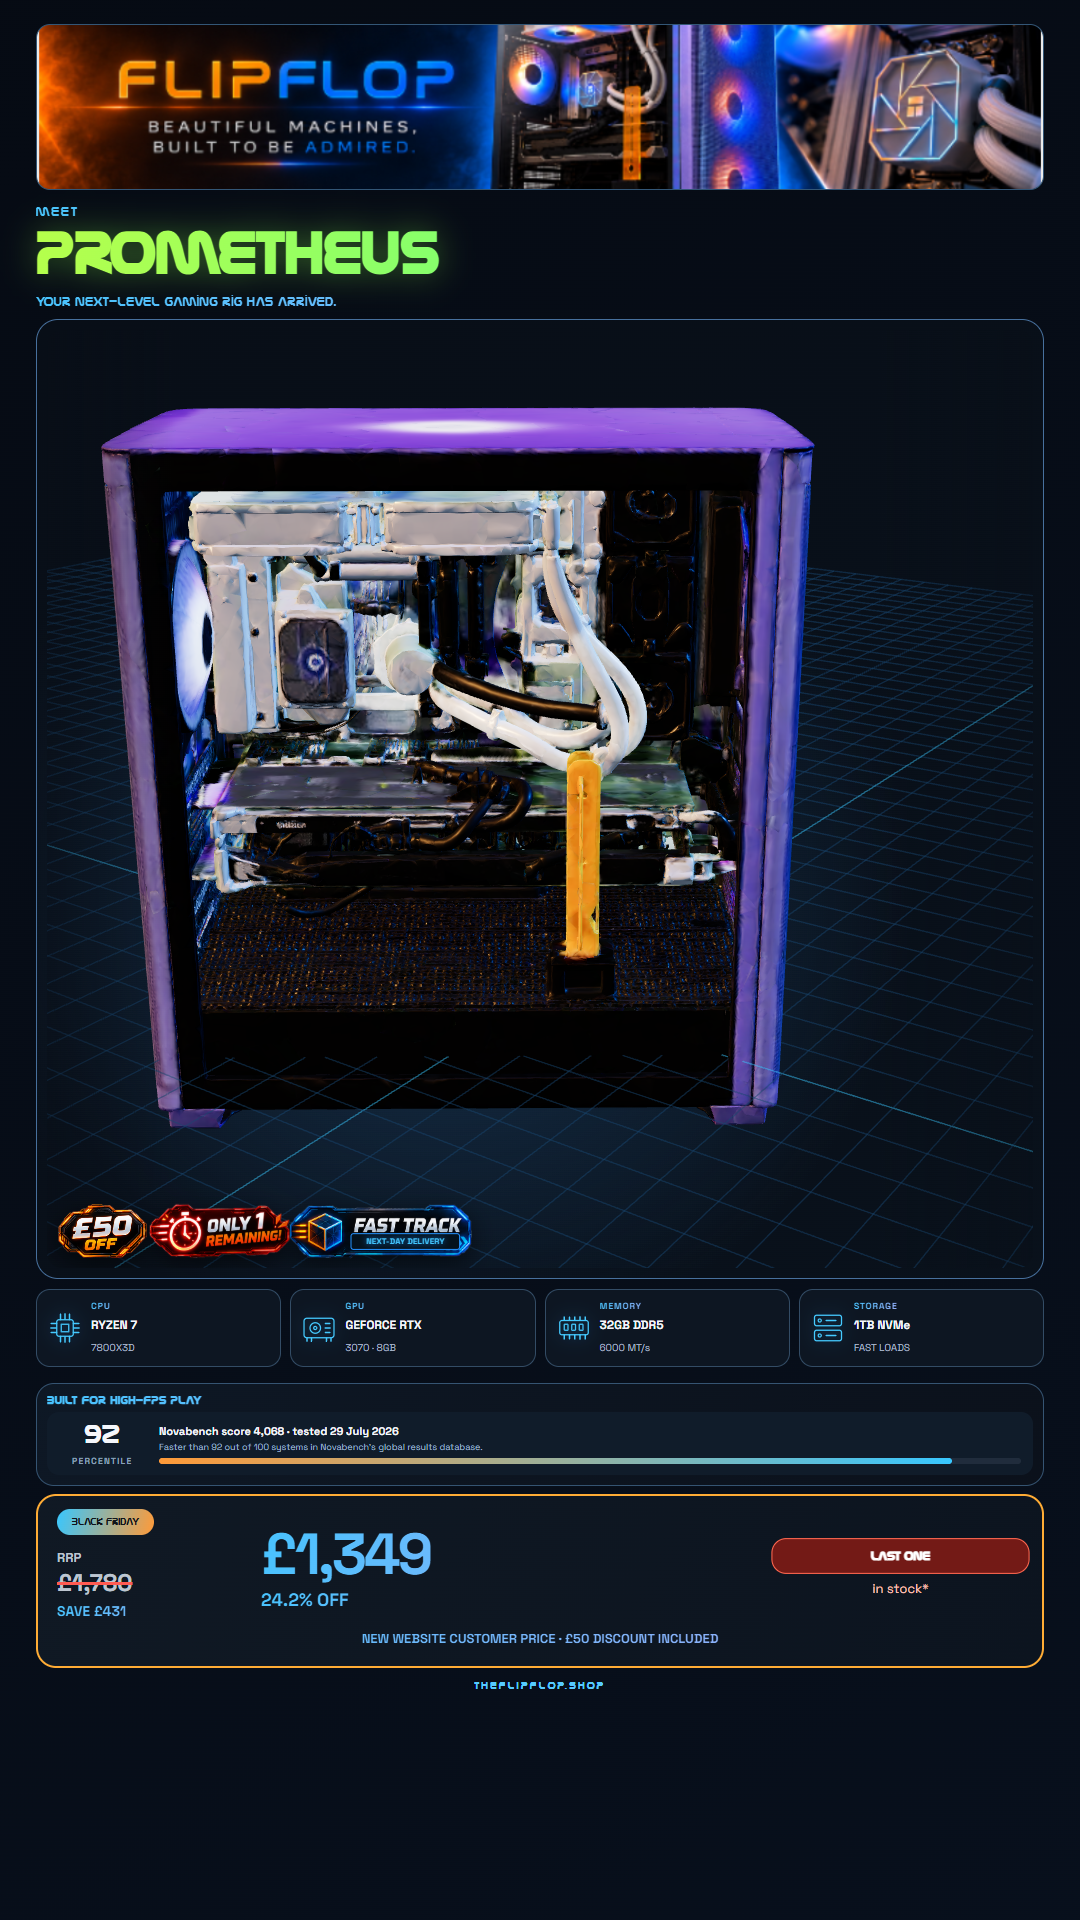 FLIPFLOP
BEAUTIFUL MACHINES,
BUILT TO BE ADMIRED.
MEET
PROMETHEUS
YOUR NEXT-LEVEL GAMING RIG HAS ARRIVED.
£50
OFF
ONLY 1
REMAINING!
FAST TRACK
NEXT-DAY DELIVERY
CPU
RYZEN 7
7800X3D
GPU
GEFORCE RTX
3070 · 8GB
MEMORY
32GB DDR5
6000 MT/s
STORAGE
1TB NVMe
FAST LOADS
BUILT FOR HIGH-FPS PLAY
92
PERCENTILE
Novabench score 4,068 · tested 29 July 2026
Faster than 92 out of 100 systems in Novabench's global results database.
BLACK FRIDAY
RRP
£1,780
SAVE £431
£1,349
24.2% OFF
LAST ONE
in stock*
NEW WEBSITE CUSTOMER PRICE · £50 DISCOUNT INCLUDED
THEFLIPFLOP.SHOP